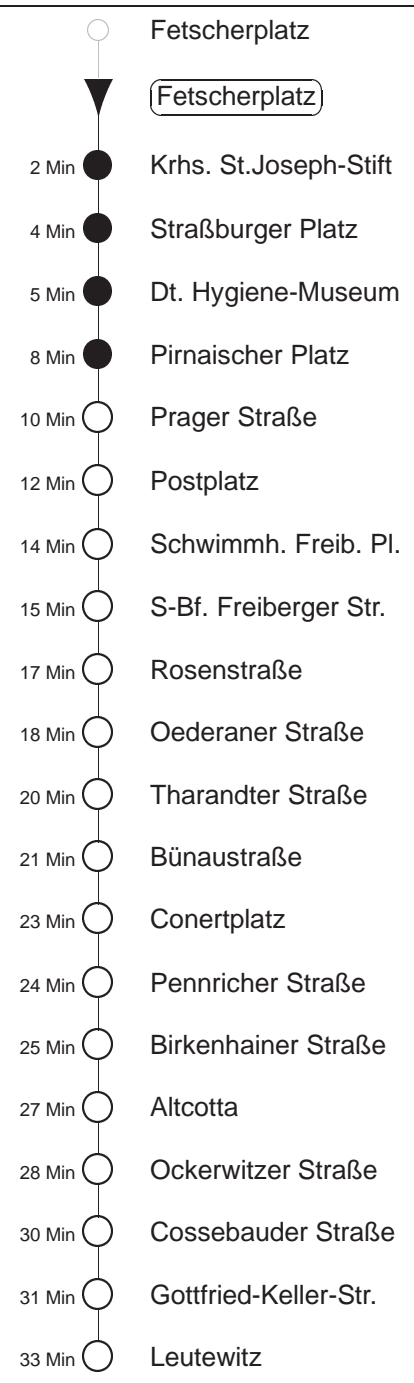 Fetscherplatz
Fetscherplatz
2 Min Krhs. St.Joseph-Stift
4 Min Straßburger Platz
5 Min Dt. Hygiene-Museum
8 Min Pirnaischer Platz
10 Min Prager Straße
12 Min Postplatz
14 Min Schwimmh. Freib. Pl.
15 Min S-Bf. Freiberger Str.
17 Min Rosenstraße
18 Min Oederaner Straße
20 Min Tharandter Straße
21 Min Bünaustraße
23 Min Conertplatz
24 Min Pennricher Straße
25 Min Birkenhainer Straße
27 Min Altcotta
28 Min Ockerwitzer Straße
30 Min Cossebauder Straße
31 Min Gottfried-Keller-Str.
33 Min Leutewitz